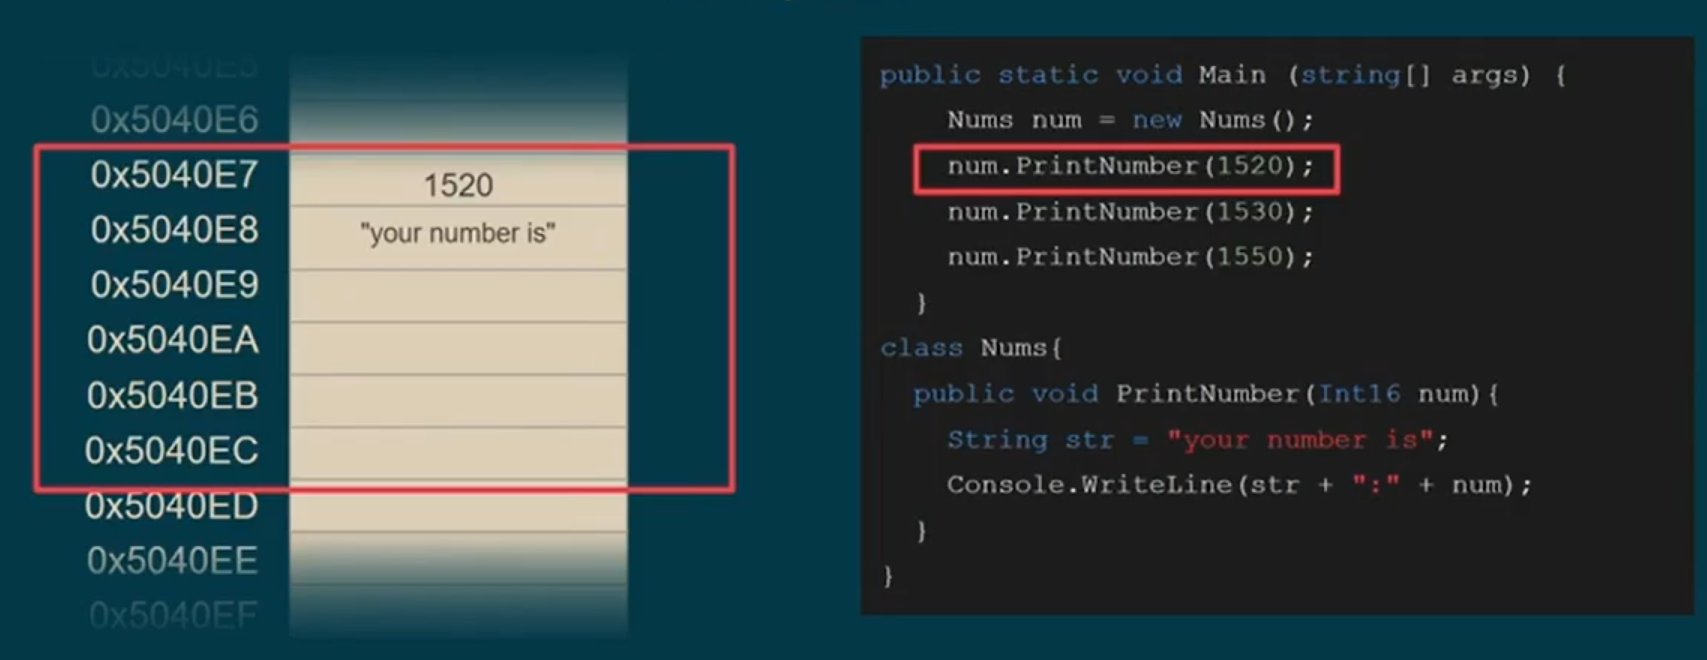 0x5040E5
0x5040E6
0x5040E7
1520
0x5040E8
"your number is"
0x5040E9
0x5040EA
0x5040EB
0x5040EC
0x5040ED
0x5040EE
0x5040EF
public static void Main (string[] args) {
Nums num = new Nums();
num.PrintNumber(1520);
num.PrintNumber(1530);
num.PrintNumber(1550);
}
class Nums{
public void PrintNumber(Int16 num){
String str = "your number is";
Console.WriteLine(str + ":" + num);
}
}